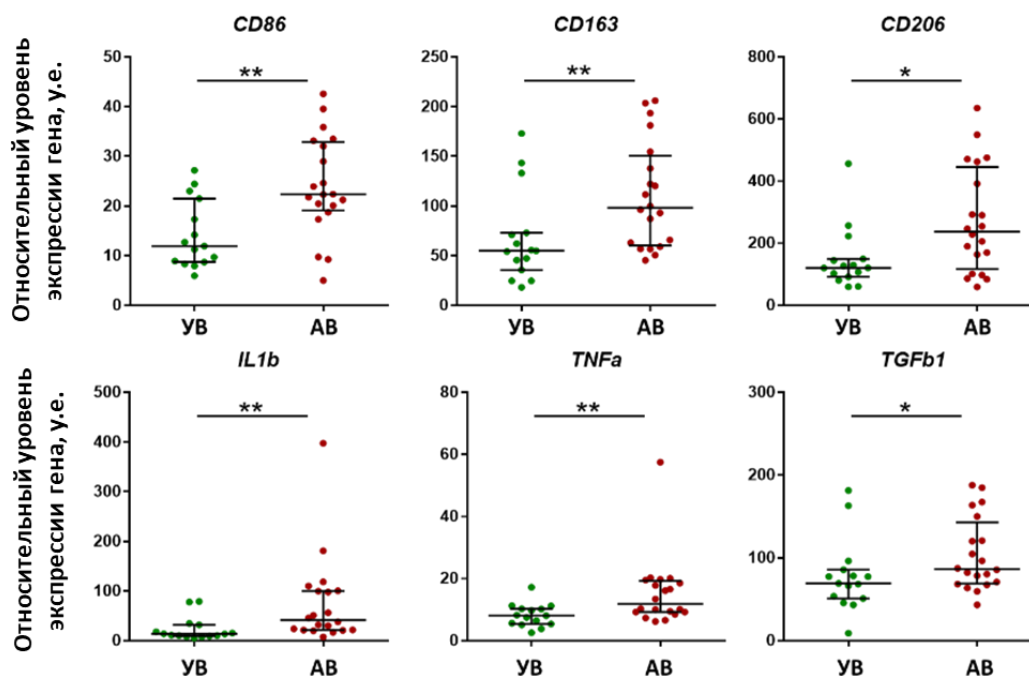 CD86
CD163
CD206
Относительный уровень
экспрессии гена, у.е.
50
40
30
20
10
0
**
УВ
АВ
250
200
150
100
50
0
**
УВ
АВ
800
600
400
200
0
*
УВ
АВ
IL1b
TNFa
TGFb1
Относительный уровень
экспрессии гена, у.е.
500
400
300
200
100
0
**
УВ
АВ
80
60
40
20
0
**
УВ
АВ
300
200
100
0
*
УВ
АВ